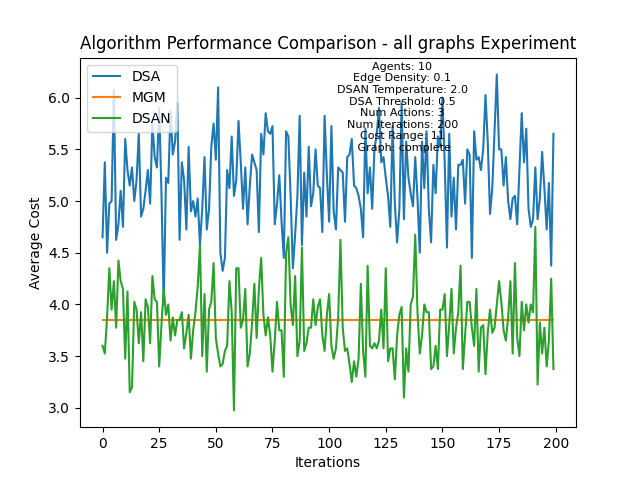 Algorithm Performance Comparison - all graphs Experiment
DSA
MGM
DSAN
Agents: 10
Edge Density: 0.1
DSAN Temperature: 2.0
DSA Threshold: 0.5
Num Actions: 3
Num Iterations: 200
Cost Range:
Graph: complete
Average Cost
6.0
5.5
5.0
4.5
4.0
3.5
3.0
0
25
50
75
100
125
150
175
200
Iterations